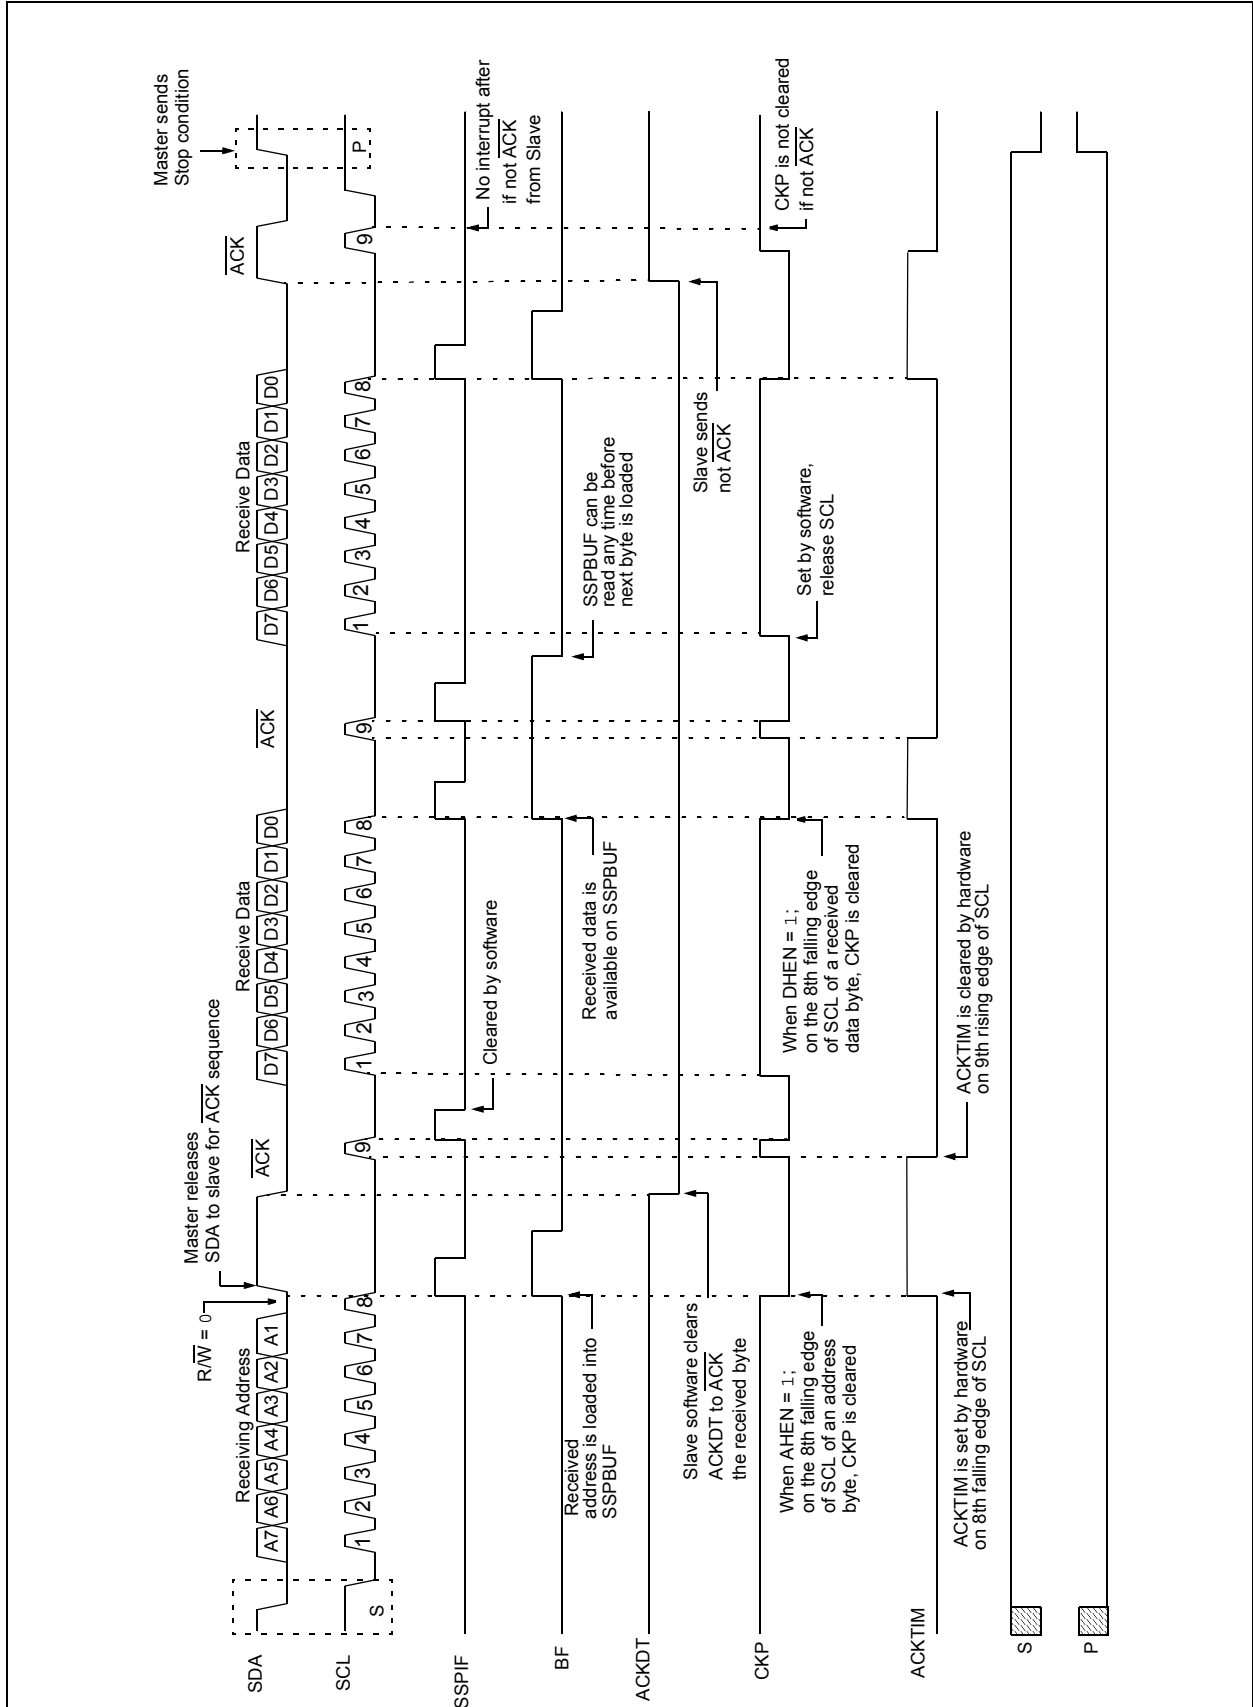 Master sends
Stop condition
Master releases
SDA to slave for ACK sequence
R/W = 0
Receiving Address
Receive Data
Receive Data
ACK
ACK
ACK
SDA
A7 A6 A5 A4 A3 A2 A1
D7 D6 D5 D4 D3 D2 D1 D0
D7 D6 D5 D4 D3 D2 D1 D0
SCL
S
1 2 3 4 5 6 7 8 9
1 2 3 4 5 6 7 8 9
1 2 3 4 5 6 7 8 9
P
SSPIF
Cleared by software
No interrupt after
if not ACK
from Slave
BF
Received
address is loaded into
SSPBUF
Received data is
available on SSPBUF
SSPBUF can be
read any time before
next byte is loaded
ACKDT
Slave software clears
ACKDT to ACK
the received byte
Slave sends
not ACK
CKP
When AHEN = 1;
on the 8th falling edge
of SCL of an address
byte, CKP is cleared
When DHEN = 1;
on the 8th falling edge
of SCL of a received
data byte, CKP is cleared
Set by software,
release SCL
CKP is not cleared
if not ACK
ACKTIM
ACKTIM is set by hardware
on 8th falling edge of SCL
ACKTIM is cleared by hardware
on 9th rising edge of SCL
S
P